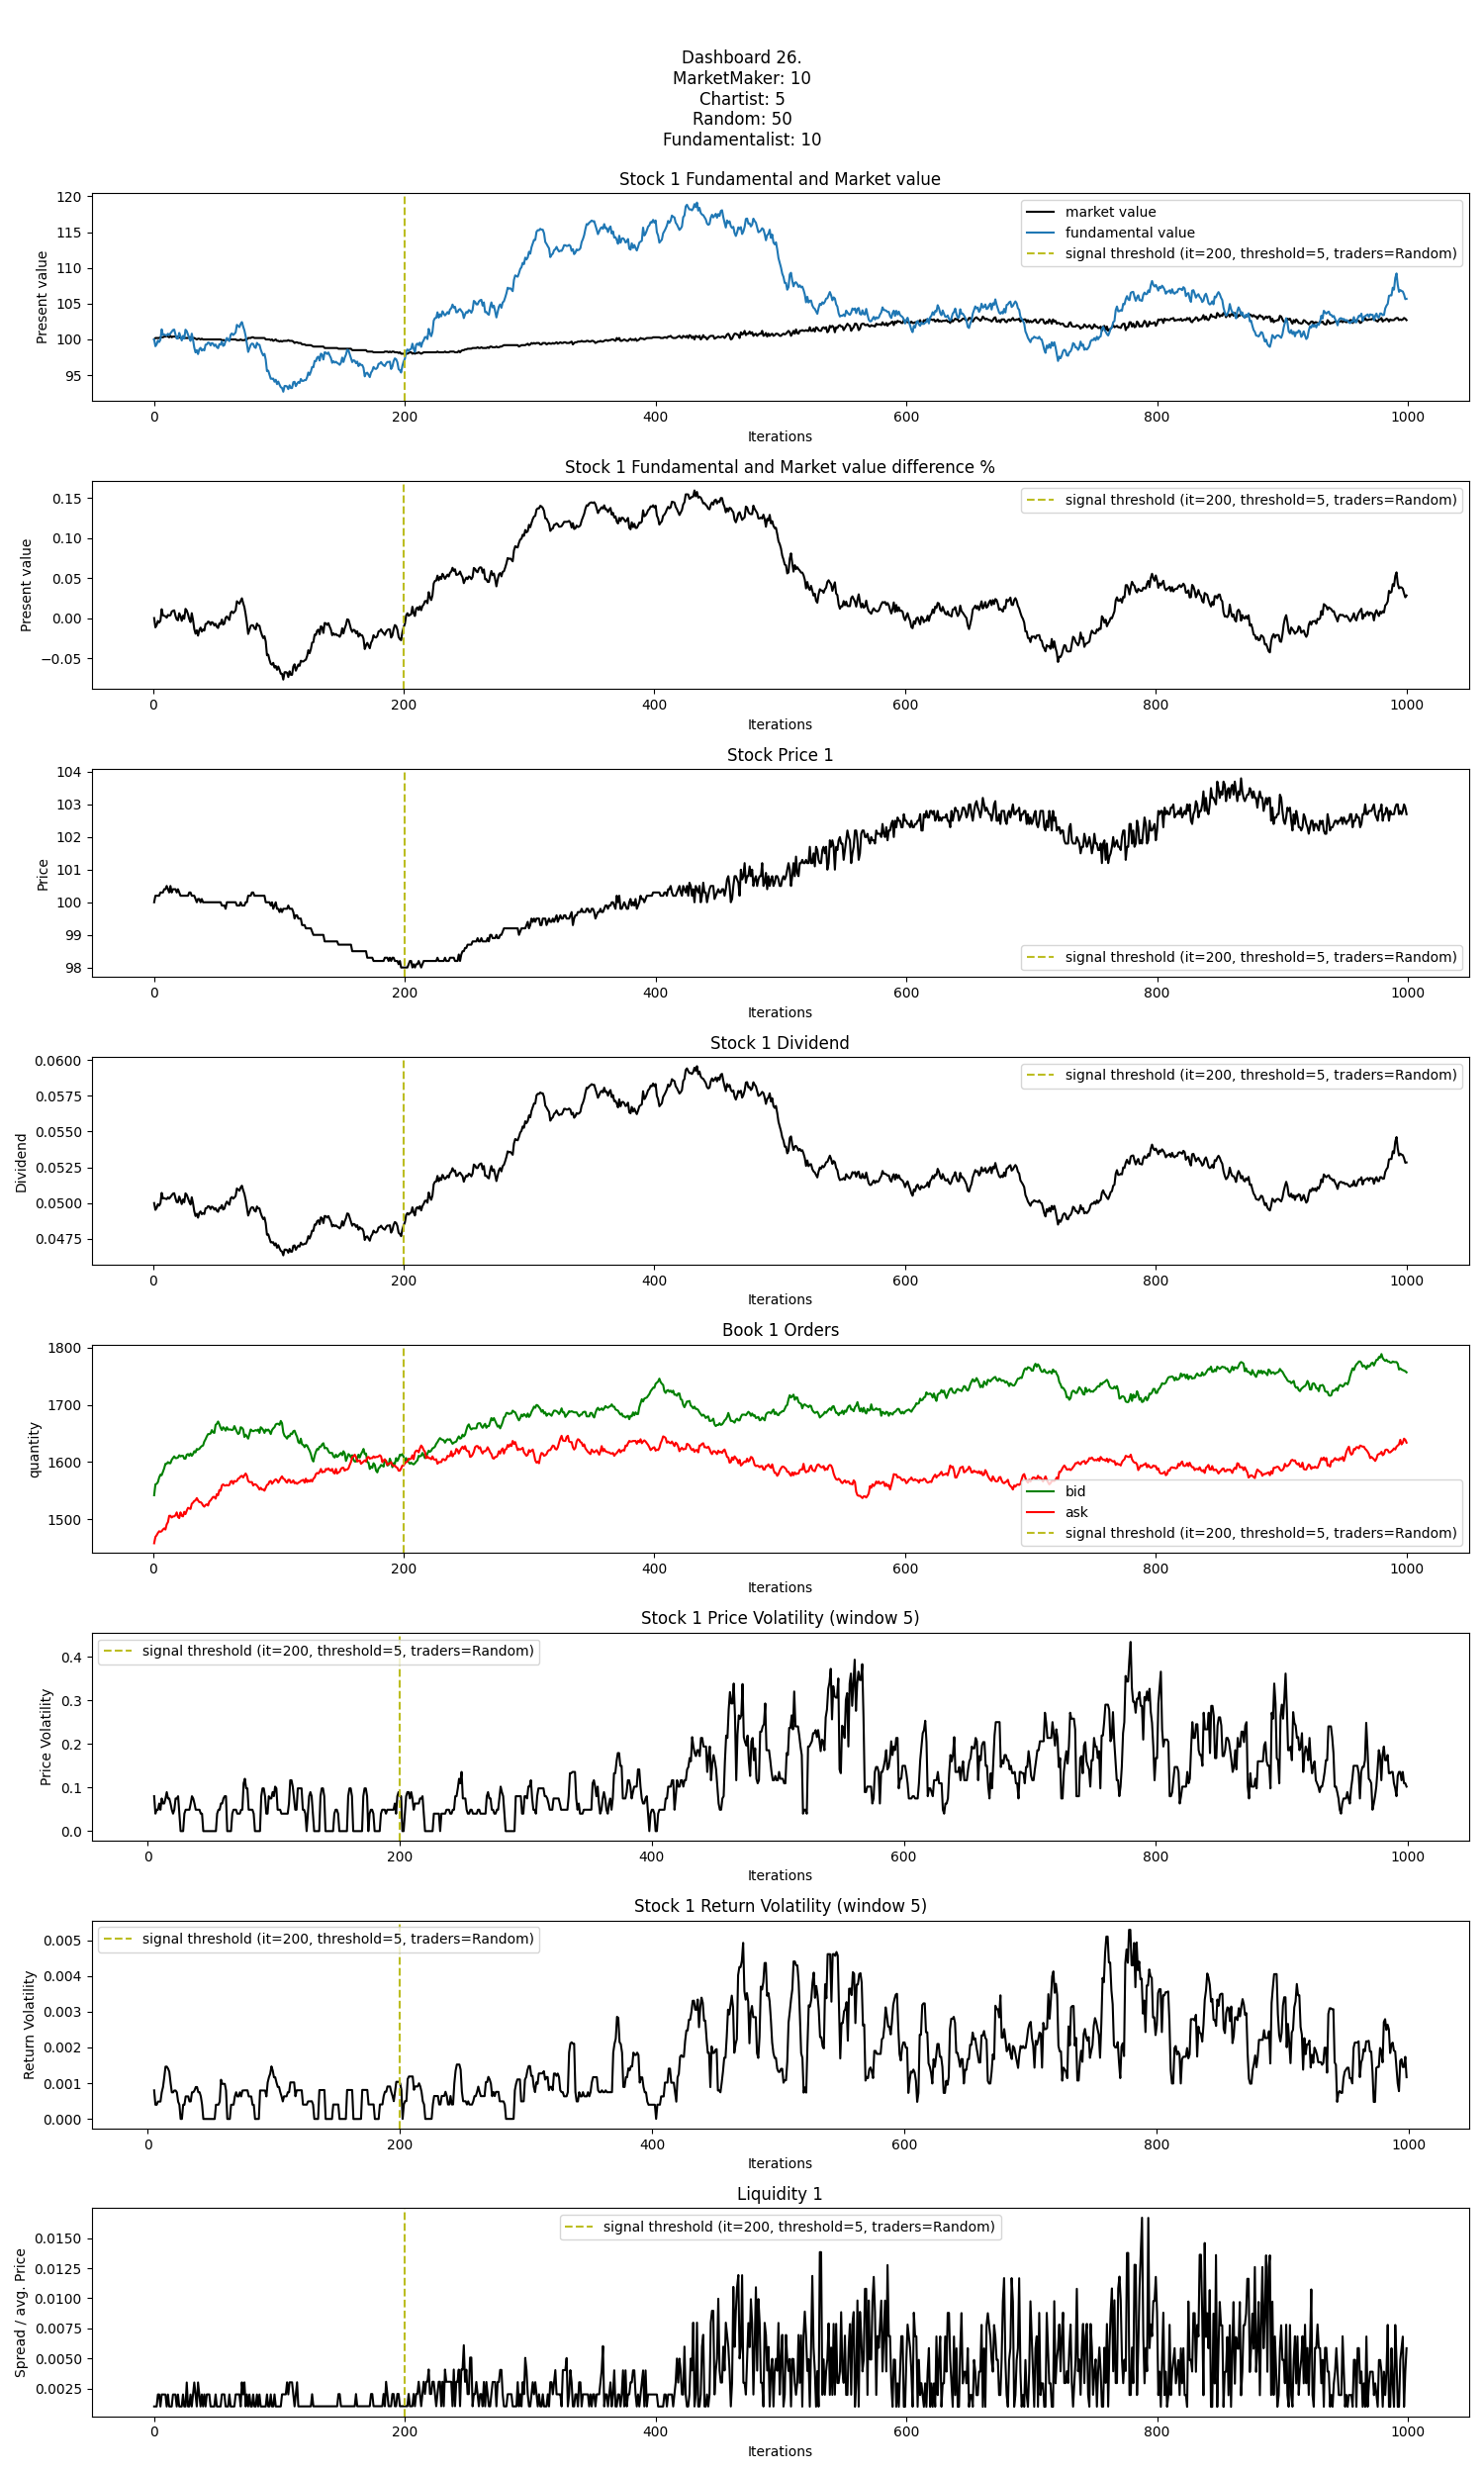 Dashboard 26.
MarketMaker: 10
Chartist: 5
Random: 50
Fundamentalist: 10
Stock 1 Fundamental and Market value
120
115
110
105
100
95
Present value
market value
fundamental value
signal threshold (it=200, threshold=5, traders=Random)
0 200 400 600 800 1000
Iterations
Stock 1 Fundamental and Market value difference %
0.15
0.10
0.05
0.00
−0.05
Present value
signal threshold (it=200, threshold=5, traders=Random)
0 200 400 600 800 1000
Iterations
Stock Price 1
104
103
102
101
100
99
98
Price
signal threshold (it=200, threshold=5, traders=Random)
0 200 400 600 800 1000
Iterations
Stock 1 Dividend
0.0600
0.0575
0.0550
0.0525
0.0500
0.0475
Dividend
signal threshold (it=200, threshold=5, traders=Random)
0 200 400 600 800 1000
Iterations
Book 1 Orders
1800
1700
1600
1500
quantity
bid
ask
signal threshold (it=200, threshold=5, traders=Random)
0 200 400 600 800 1000
Iterations
Stock 1 Price Volatility (window 5)
0.4
0.3
0.2
0.1
0.0
Price Volatility
signal threshold (it=200, threshold=5, traders=Random)
0 200 400 600 800 1000
Iterations
Stock 1 Return Volatility (window 5)
0.005
0.004
0.003
0.002
0.001
0.000
Return Volatility
signal threshold (it=200, threshold=5, traders=Random)
0 200 400 600 800 1000
Iterations
Liquidity 1
0.0150
0.0125
0.0100
0.0075
0.0050
0.0025
Spread / avg. Price
signal threshold (it=200, threshold=5, traders=Random)
0 200 400 600 800 1000
Iterations